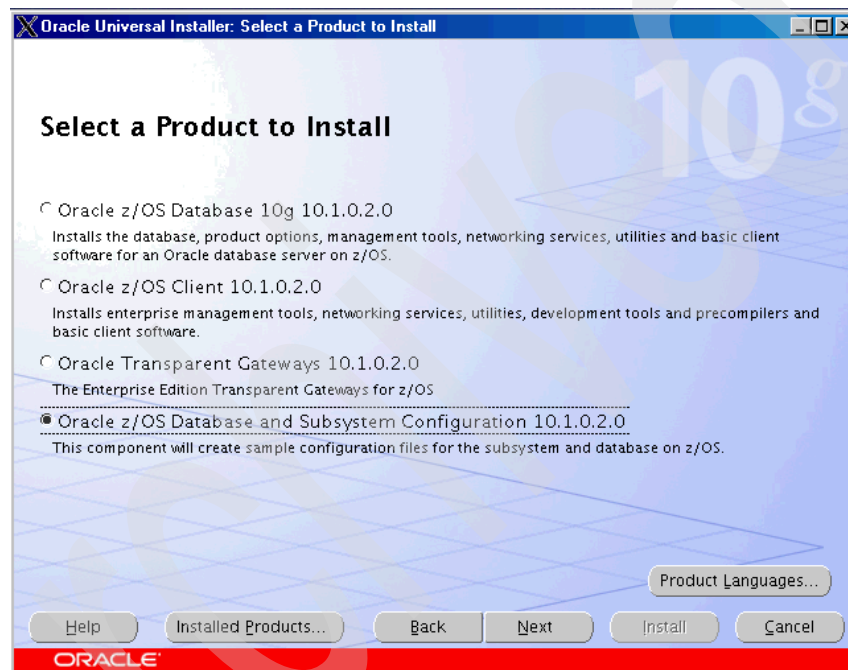 Oracle Universal Installer: Select a Product to Install
10g
Select a Product to Install
Oracle z/OS Database 10g 10.1.0.2.0
Installs the database, product options, management tools, networking services, utilities and basic client
software for an Oracle database server on z/OS.
Oracle z/OS Client 10.1.0.2.0
Installs enterprise management tools, networking services, utilities, development tools and precompilers and
basic client software.
Oracle Transparent Gateways 10.1.0.2.0
The Enterprise Edition Transparent Gateways for z/OS
Oracle z/OS Database and Subsystem Configuration 10.1.0.2.0
This component will create sample configuration files for the subsystem and database on z/OS.
Product Languages...
Help Installed Products... Back Next Install Cancel
ORACLE